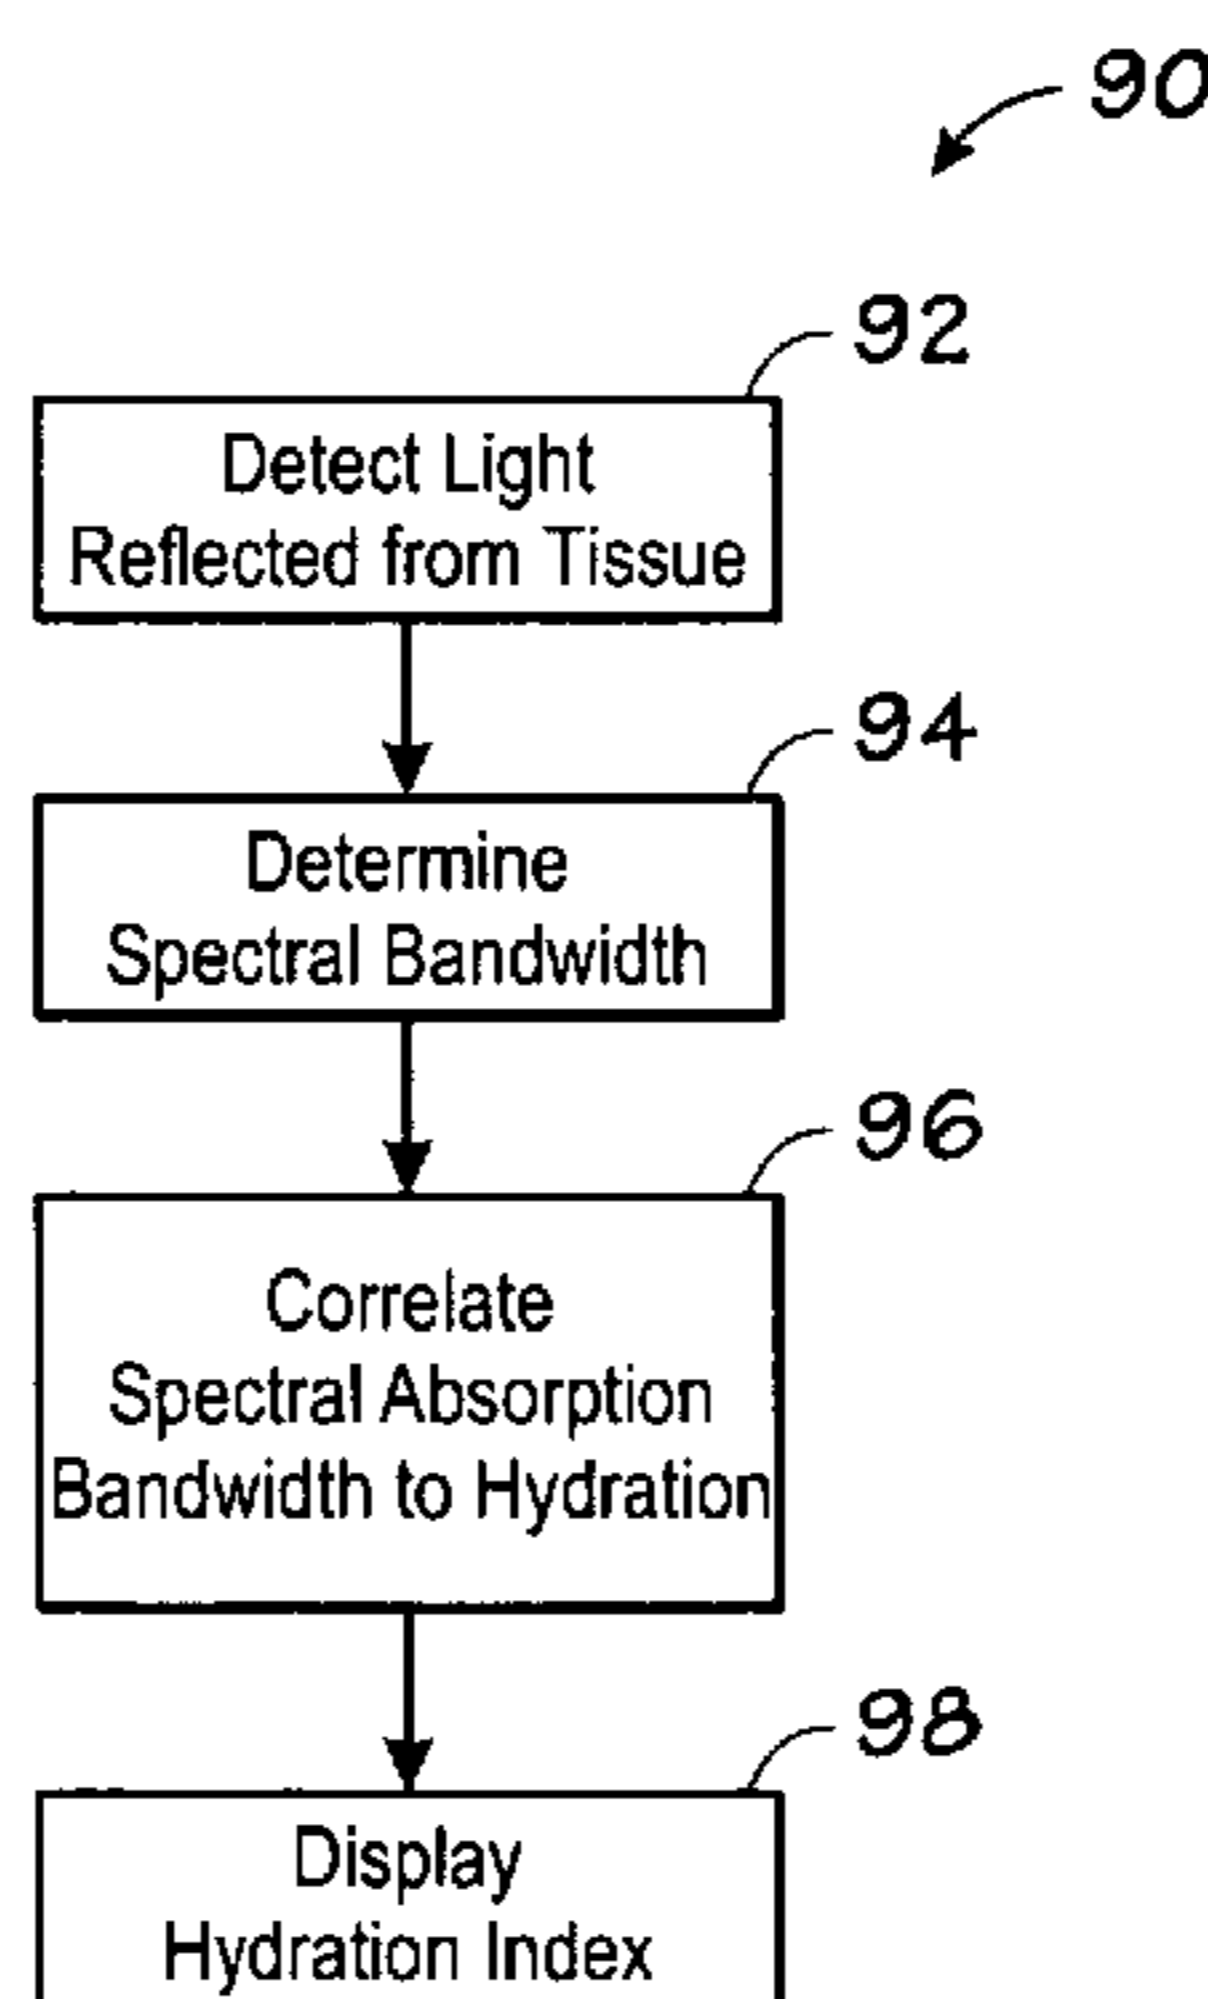 90
92
Detect Light
Reflected from Tissue
94
Determine
Spectral Bandwidth
96
Correlate
Spectral Absorption
Bandwidth to Hydration
98
Display
Hydration Index